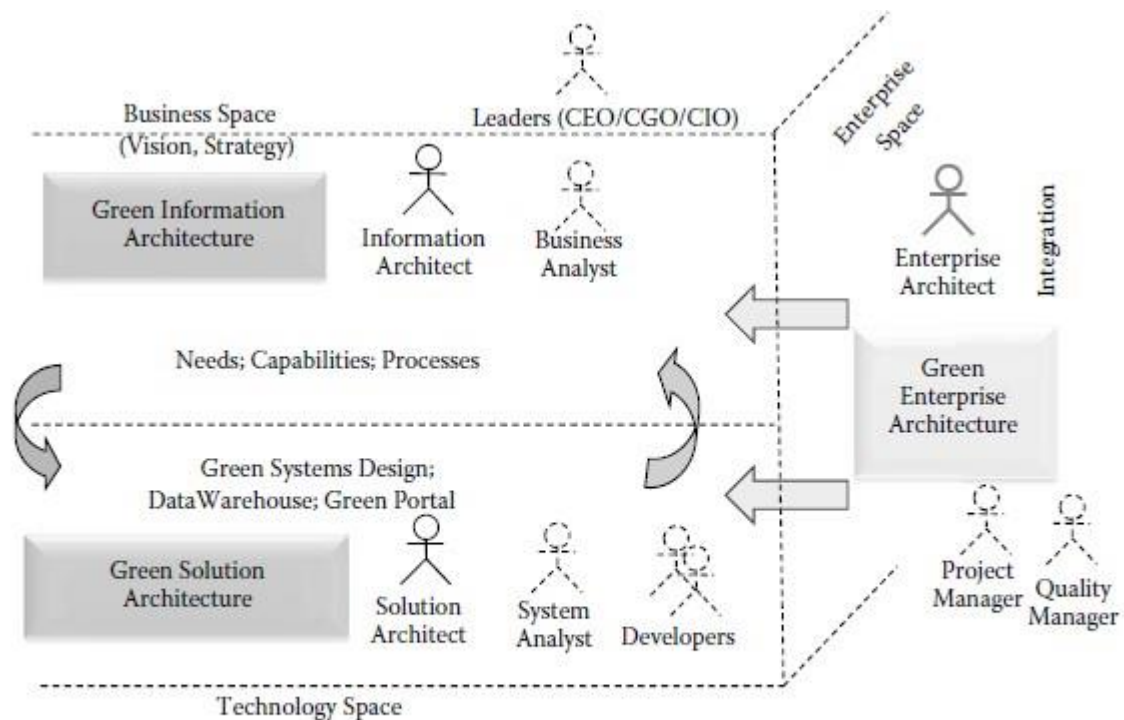 Leaders (CEO/CGO/CIO)
Business Space
(Vision, Strategy)
Enterprise
Space
Green Information
Architecture
Information
Architect
Business
Analyst
Enterprise
Architect
Integration
Needs; Capabilities; Processes
Green
Enterprise
Architecture
Green Systems Design;
DataWarehouse; Green Portal
Green Solution
Architecture
Solution
Architect
System
Analyst
Developers
Project
Manager
Quality
Manager
Technology Space